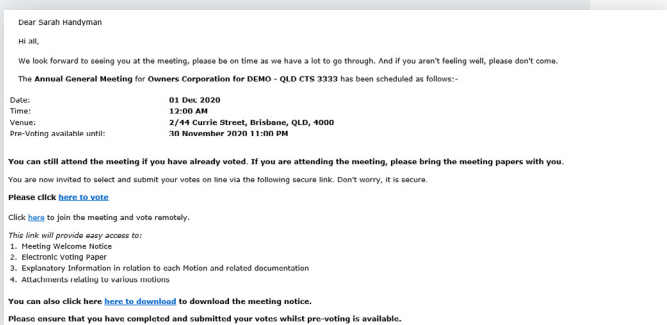 Dear Sarah Handyman
Hi all,
We look forward to seeing you at the meeting, please be on time as we have a lot to go through. And if you aren't feeling well, please don't come.
The Annual General Meeting for Owners Corporation for DEMO - QLD CTS 3333 has been scheduled as follows:-
Date: 01 Dec 2020
Time: 12:00 AM
Venue: 2/44 Currie Street, Brisbane, QLD, 4000
Pre-Voting available until: 30 November 2020 11:00 PM
You can still attend the meeting if you have already voted. If you are attending the meeting, please bring the meeting papers with you.
You are now invited to select and submit your votes on line via the following secure link. Don't worry, it is secure.
Please click here to vote
Click here to join the meeting and vote remotely.
This link will provide easy access to:
1. Meeting Welcome Notice
2. Electronic Voting Paper
3. Explanatory Information in relation to each Motion and related documentation
4. Attachments relating to various motions
You can also click here here to download to download the meeting notice.
Please ensure that you have completed and submitted your votes whilst pre-voting is available.